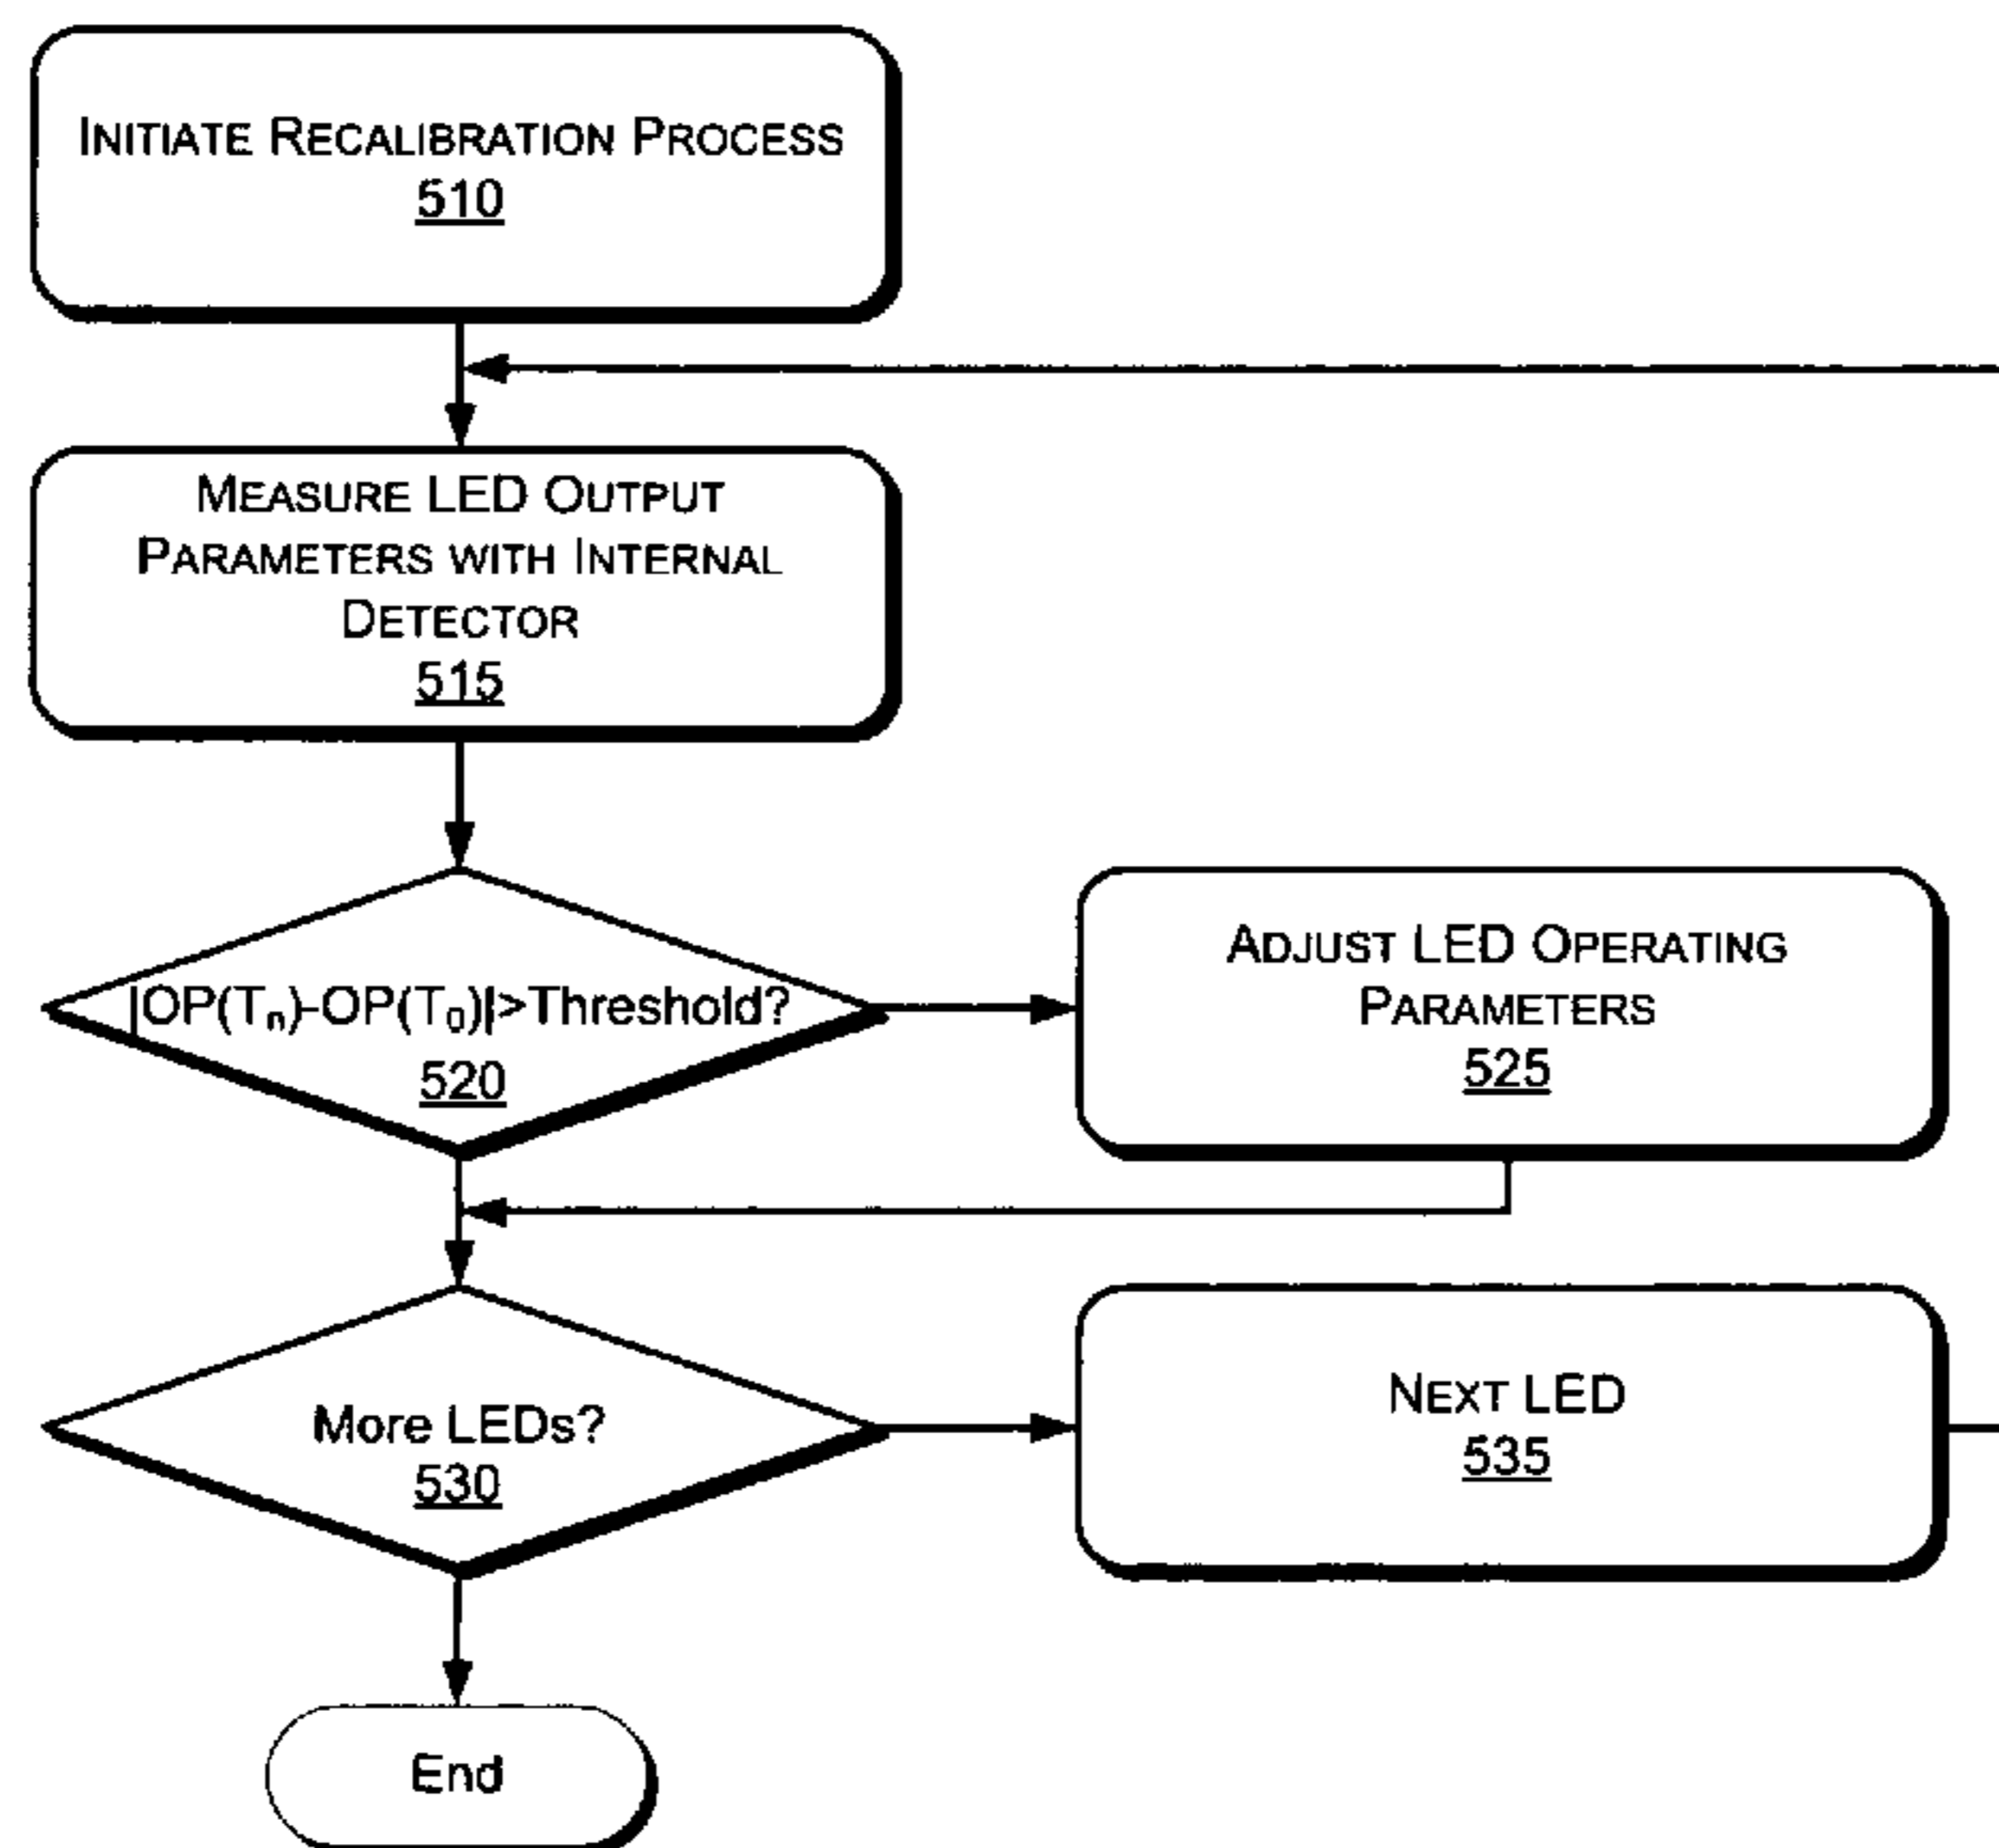 INITIATE RECALIBRATION PROCESS
510
MEASURE LED OUTPUT
PARAMETERS WITH INTERNAL
DETECTOR
515
|OP(Tₙ)-OP(T₀)|>Threshold?
520
ADJUST LED OPERATING
PARAMETERS
525
More LEDs?
530
NEXT LED
535
End